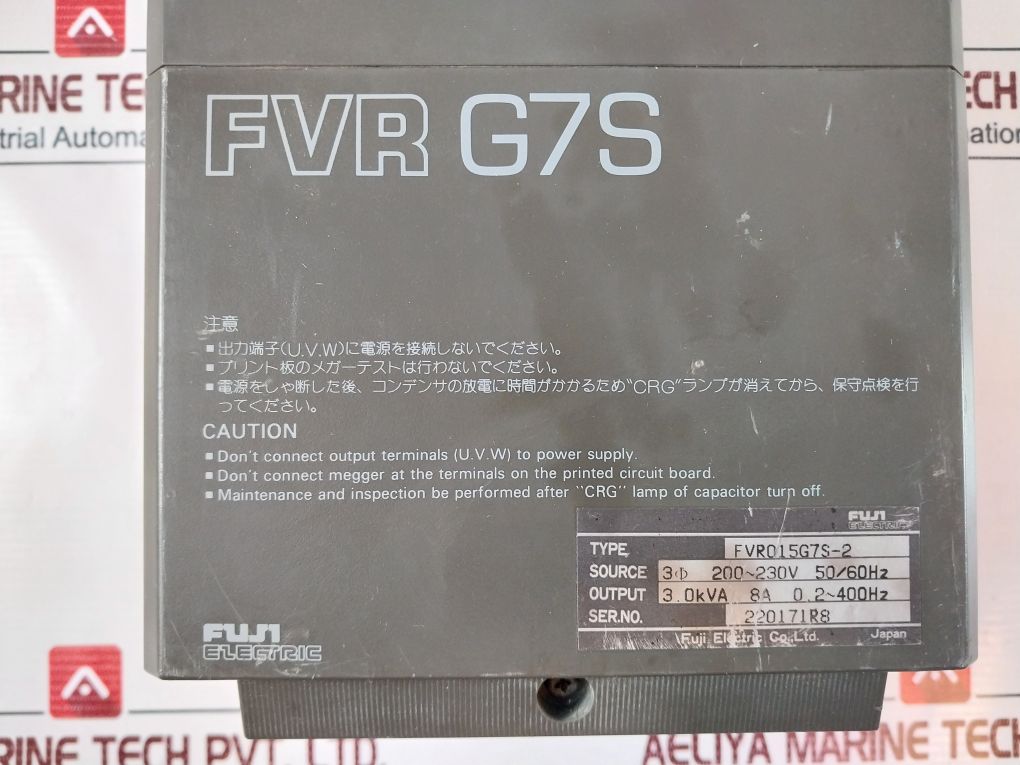 RINE TE
trial Automa
ECH
ation
FVR G7S
注意
■出力端子(U.V.W)に電源を接続しないでください。
■プリント板のメガーテストは行わないでください。
■電源をしゃ断した後、コンデンサの放電に時間がかかるため"CRG"ランプが消えてから、保守点検を行
ってください。
CAUTION
■Don't connect output terminals (U.V.W) to power supply.
■Don't connect megger at the terminals on the printed circuit board.
■Maintenance and inspection be performed after "CRG" lamp of capacitor turn off.
FUJI
ELECTRIC
TYPE FVR015G7S-2
SOURCE 3Φ 200~230V 50/60Hz
OUTPUT 3.0kVA 8A 0.2~400Hz
SER.NO. 220171R8
Fuji Electric Co.,Ltd. Japan
FUJI
ELECTRIC
RINE TECH PVT. LTD.
AELIYA MARINE TECH